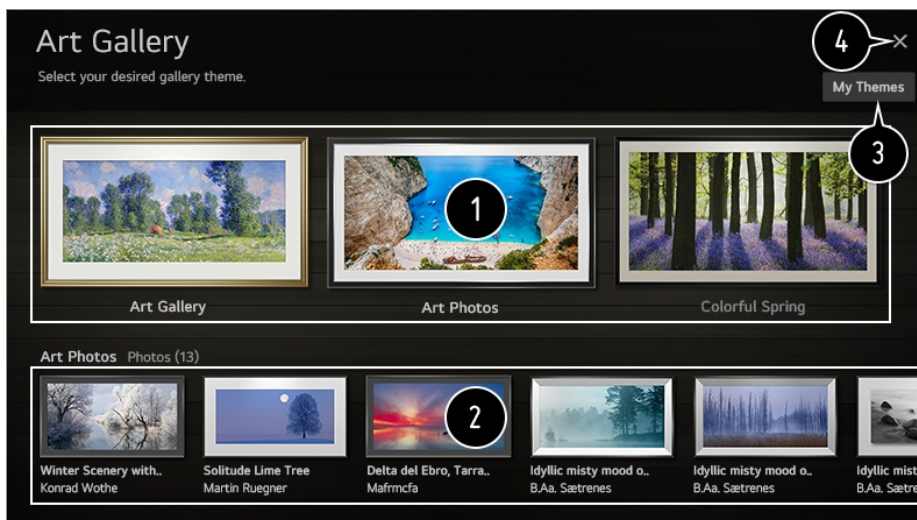 Art Gallery
Select your desired gallery theme.
4
My Themes
3
1
Art Gallery
Art Photos
Colorful Spring
Art Photos Photos (13)
2
Winter Scenery with..
Solitude Lime Tree
Delta del Ebro, Tarra..
Idyllic misty mood o..
Idyllic misty mood o..
Idyllic mist
Konrad Wothe
Martin Ruegner
Mafrmcfa
B.Aa. Sætrenes
B.Aa. Sætrenes
B.Aa. Sætre